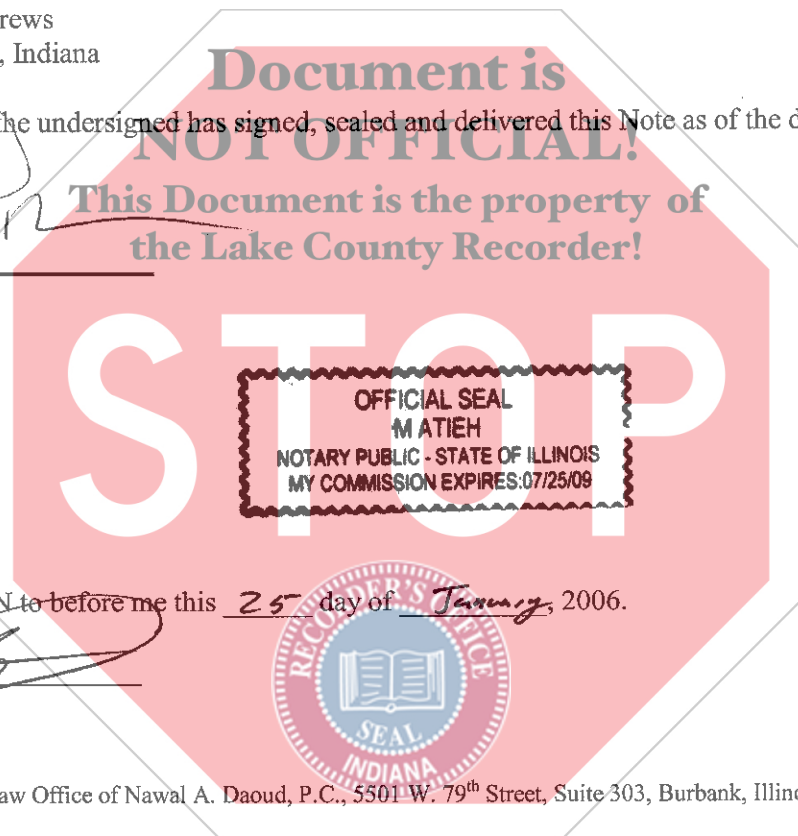 rews
, Indiana
Document is
he undersigned has signed, sealed and delivered this Note as of the d
NOT OFFICIAL!
This Document is the property of
the Lake County Recorder!
STOP
OFFICIAL SEAL
M ATIEH
NOTARY PUBLIC - STATE OF ILLINOIS
MY COMMISSION EXPIRES:07/25/09
N to before me this 25 day of January, 2006.
RECORDER'S OFFICE
SEAL
INDIANA
aw Office of Nawal A. Daoud, P.C., 5501 W. 79th Street, Suite 303, Burbank, Illino